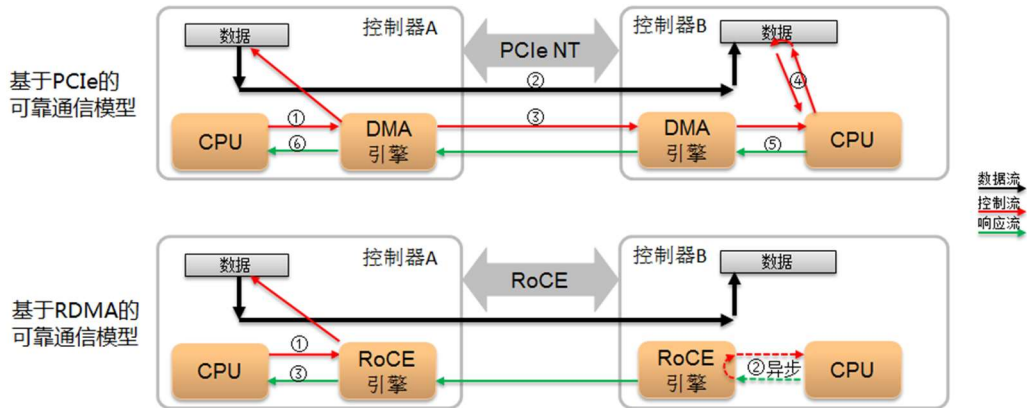 数据
控制器A
PCIe NT
控制器B
数据
基于PCIe的
可靠通信模型
②
④
CPU
①
⑥
DMA
引擎
③
DMA
引擎
⑤
CPU
数据流
控制流
响应流
数据
控制器A
RoCE
控制器B
数据
基于RDMA的
可靠通信模型
CPU
①
③
RoCE
引擎
RoCE
引擎
②异步
CPU